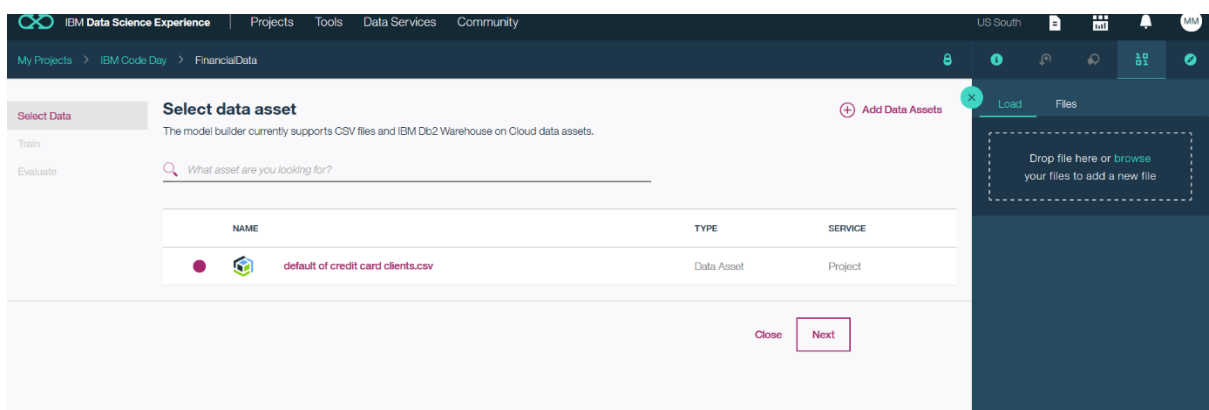 IBM Data Science Experience
Projects Tools Data Services Community
US South
MM
My Projects > IBM Code Day > FinancialData
Select Data
Train
Evaluate
Select data asset
Add Data Assets
The model builder currently supports CSV files and IBM Db2 Warehouse on Cloud data assets.
What asset are you looking for?
NAME TYPE SERVICE
default of credit card clients.csv Data Asset Project
Close Next
Load Files
Drop file here or browse
your files to add a new file